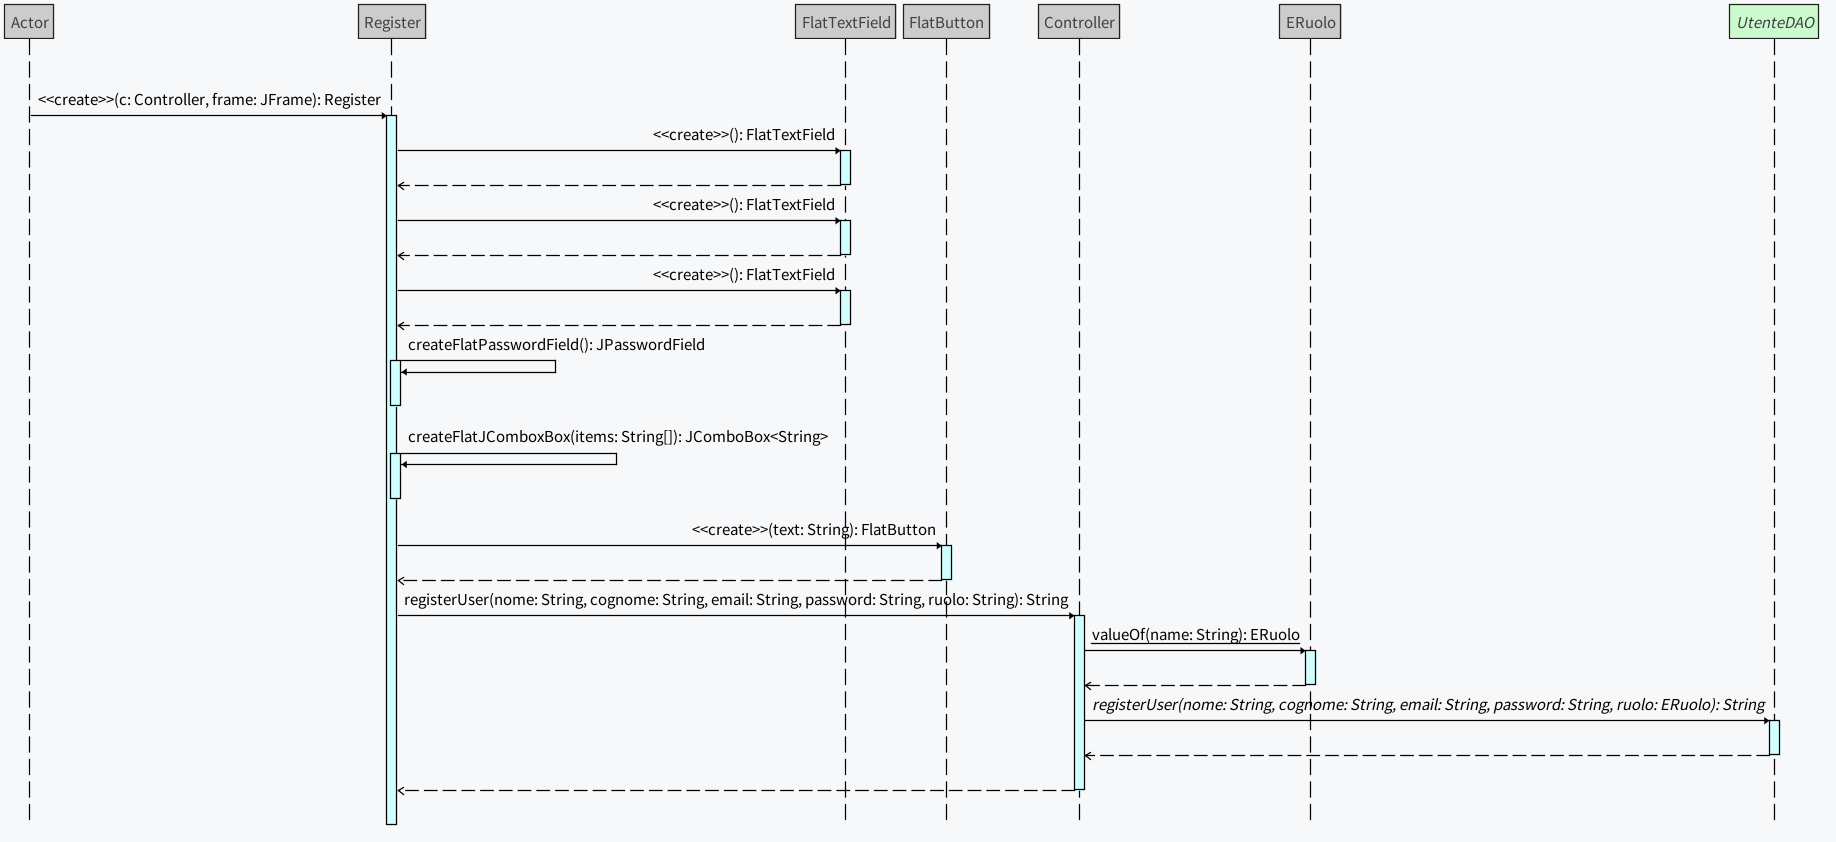 Actor
Register
FlatTextField
FlatButton
Controller
ERuolo
UtenteDAO
<<create>>(c: Controller, frame: JFrame): Register
<<create>>(): FlatTextField
<<create>>(): FlatTextField
<<create>>(): FlatTextField
createFlatPasswordField(): JPasswordField
createFlatJComboxBox(items: String[]): JComboBox<String>
<<create>>(text: String): FlatButton
registerUser(nome: String, cognome: String, email: String, password: String, ruolo: String): String
valueOf(name: String): ERuolo
registerUser(nome: String, cognome: String, email: String, password: String, ruolo: ERuolo): String